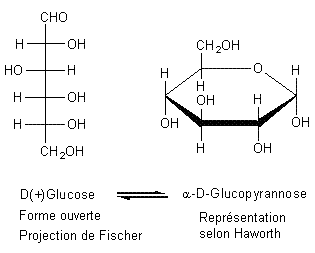 CHO
H OH
HO H
H OH
H OH
CH2OH
CH2OH
O
H H H
OH
H
OH OH
H OH
D(+)Glucose
Forme ouverte
Projection de Fischer
α-D-Glucopyrannose
Représentation
selon Haworth